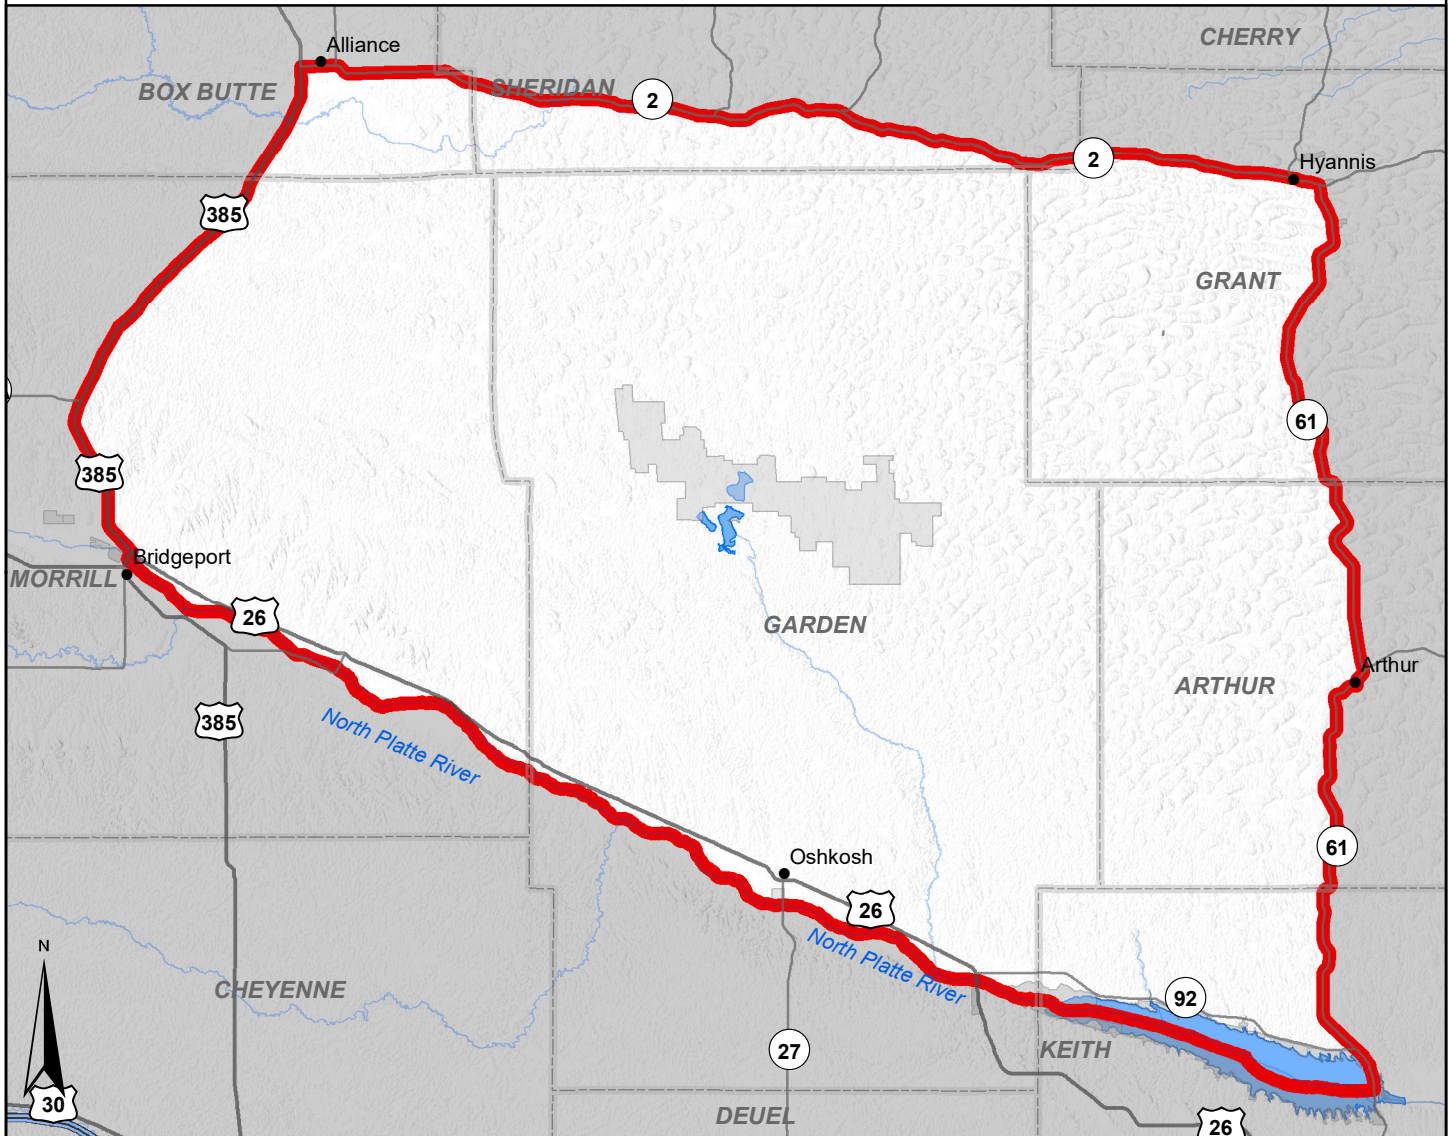 CHERRY
Alliance
BOX BUTTE
SHERIDAN
2
2
Hyannis
385
GRANT
61
385
Bridgeport
MORRILL
26
GARDEN
Arthur
ARTHUR
385
North Platte River
61
Oshkosh
26
North Platte River
N
CHEYENNE
92
27
KEITH
30
DEUEL
26